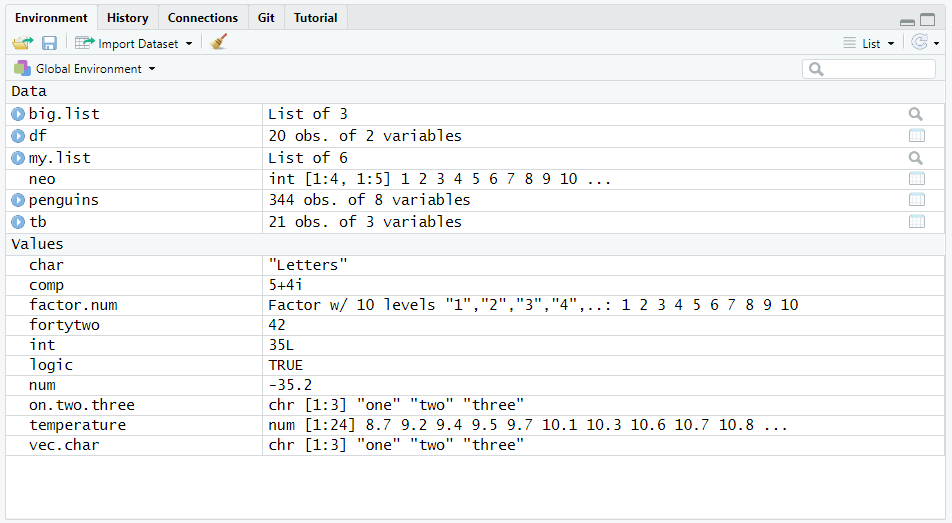 Environment History Connections Git Tutorial
Import Dataset List
Global Environment
Data
big.list List of 3
df 20 obs. of 2 variables
my.list List of 6
neo int [1:4, 1:5] 1 2 3 4 5 6 7 8 9 10 ...
penguins 344 obs. of 8 variables
tb 21 obs. of 3 variables
Values
char "Letters"
comp 5+4i
factor.num Factor w/ 10 levels "1","2","3","4",..: 1 2 3 4 5 6 7 8 9 10
fortytwo 42
int 35L
logic TRUE
num -35.2
on.two.three chr [1:3] "one" "two" "three"
temperature num [1:24] 8.7 9.2 9.4 9.5 9.7 10.1 10.3 10.6 10.7 10.8 ...
vec.char chr [1:3] "one" "two" "three"